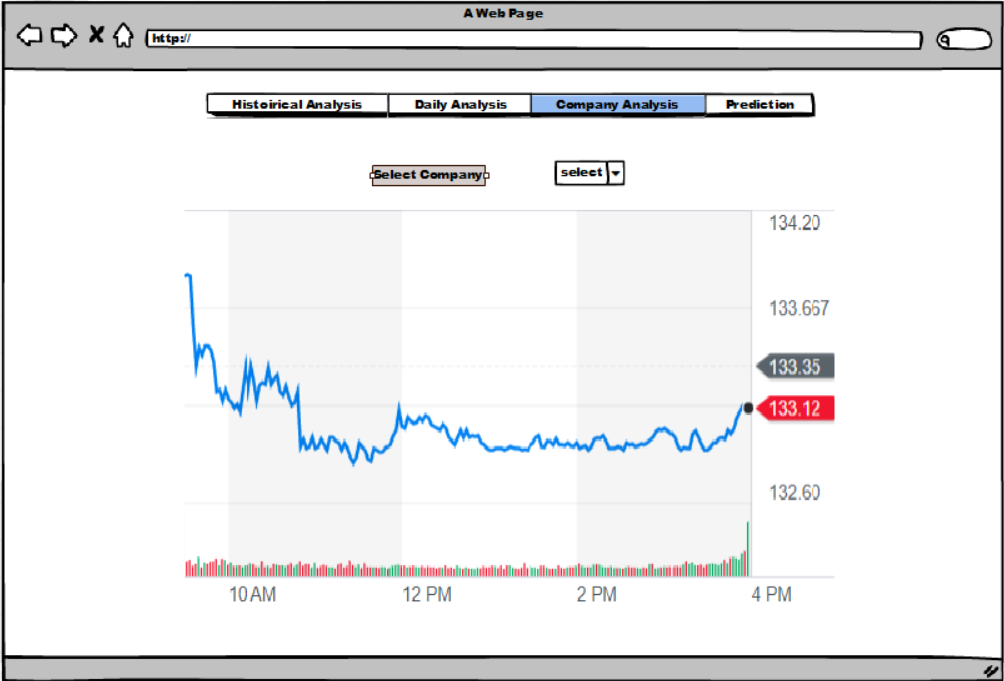 A Web Page
http://
Histoirical Analysis Daily Analysis Company Analysis Prediction
Select Company select
134.20
133.667
133.35
133.12
132.60
10 AM 12 PM 2 PM 4 PM